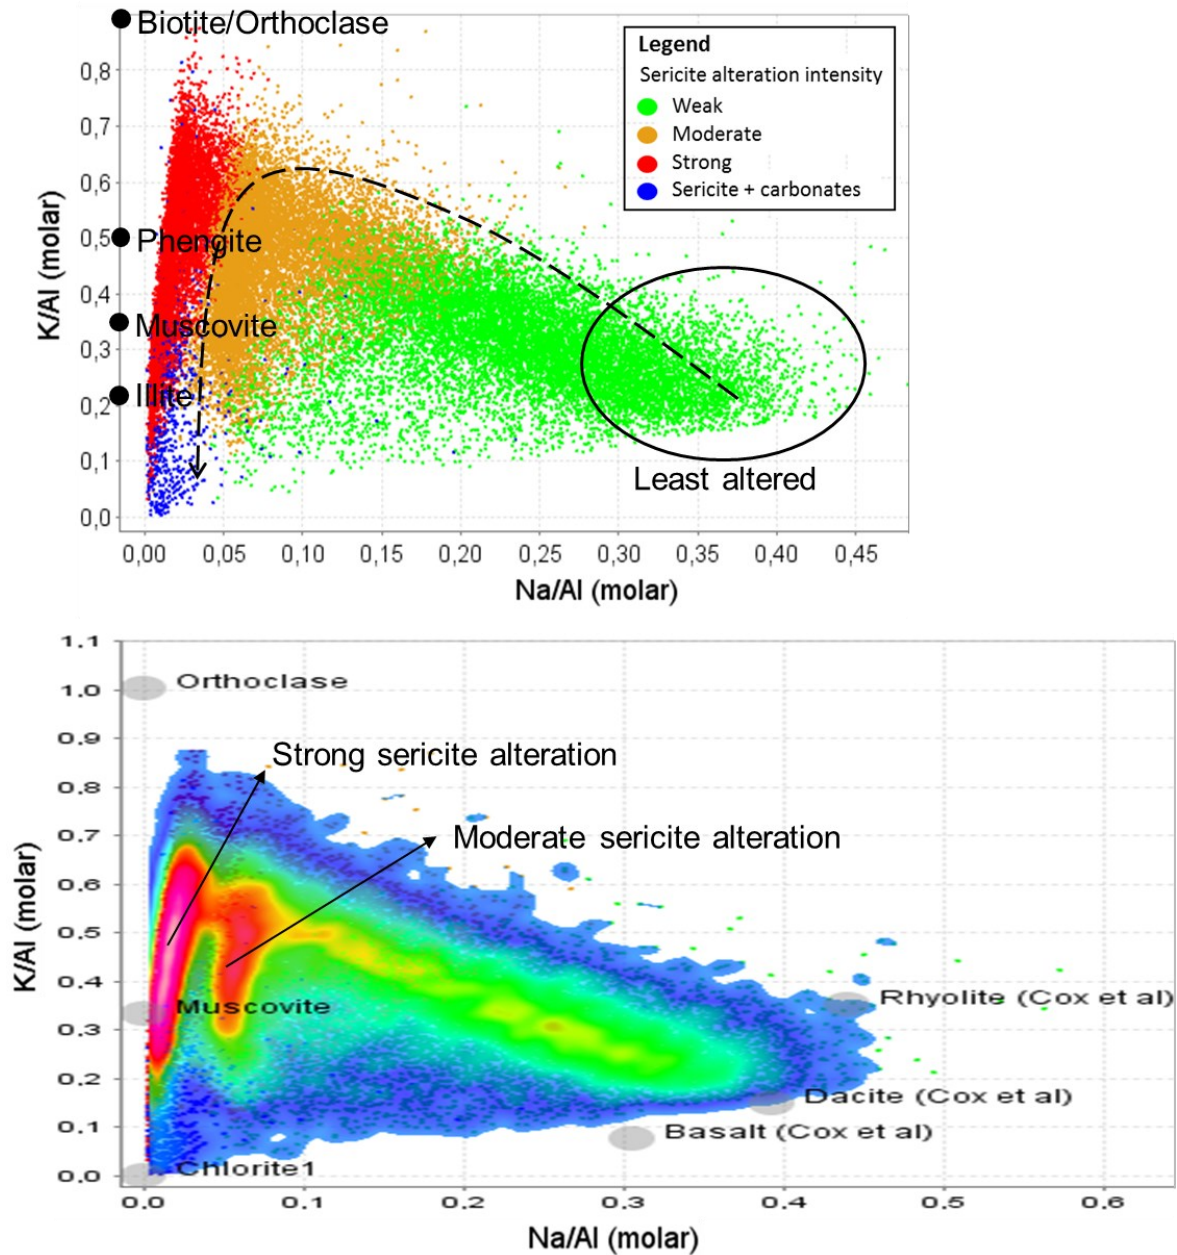 Biotite/Orthoclase
Legend
Sericite alteration intensity
Weak
Moderate
Strong
Sericite + carbonates
0,8
0,7
0,6
0,5
0,4
0,3
0,2
0,1
0,0
K/Al (molar)
Phengite
Muscovite
Illite
Least altered
0,00 0,05 0,10 0,15 0,20 0,25 0,30 0,35 0,40 0,45
Na/Al (molar)
1.1
1.0
0.9
0.8
0.7
0.6
0.5
0.4
0.3
0.2
0.1
0.0
K/Al (molar)
Orthoclase
Strong sericite alteration
Moderate sericite alteration
Muscovite
Rhyolite (Cox et al)
Dacite (Cox et al)
Basalt (Cox et al)
Chlorite1
0.0 0.1 0.2 0.3 0.4 0.5 0.6
Na/Al (molar)